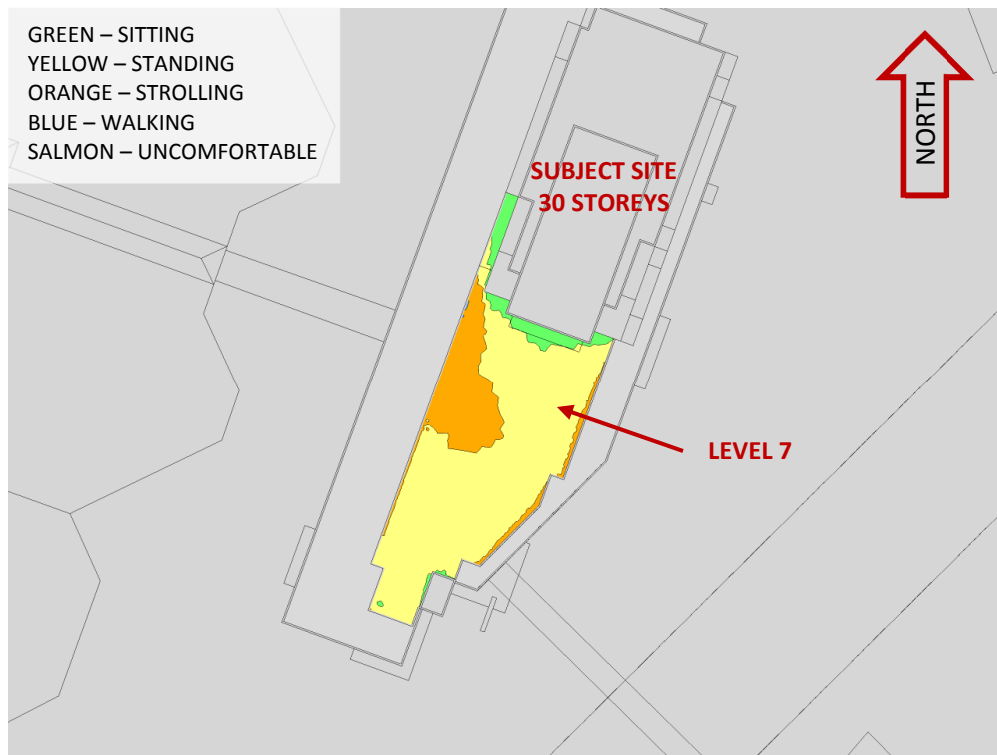 GREEN – SITTING
YELLOW – STANDING
ORANGE – STROLLING
BLUE – WALKING
SALMON – UNCOMFORTABLE
NORTH
SUBJECT SITE
30 STOREYS
LEVEL 7